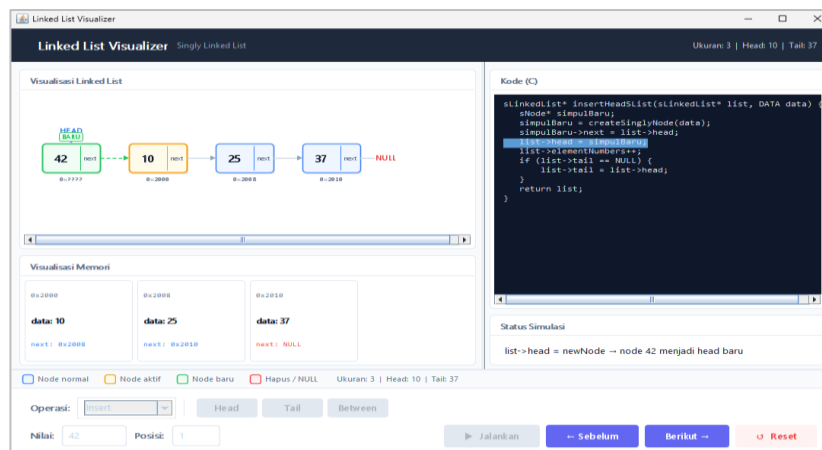 Linked List Visualizer
Linked List Visualizer Singly Linked List Ukuran: 3 | Head: 10 | Tail: 37
Visualisasi Linked List
HEAD
BARU
42 next 10 next 25 next 37 next NULL
0x???? 0x2000 0x2008 0x2010
Visualisasi Memori
0x2000 0x2008 0x2010
data: 10 data: 25 data: 37
next: 0x2008 next: 0x2010 next: NULL
Kode (C)
sLinkedList* insertHeadSList(sLinkedList* list, DATA data) {
sNode* simpulBaru;
simpulBaru = createSinglyNode(data);
simpulBaru->next = list->head;
list->head = simpulBaru;
list->elementNumbers++;
if (list->tail == NULL) {
list->tail = list->head;
}
return list;
}
Status Simulasi
list->head = newNode → node 42 menjadi head baru
Node normal Node aktif Node baru Hapus / NULL Ukuran: 3 | Head: 10 | Tail: 37
Operasi: Insert Head Tail Between
Nilai: 42 Posisi: 1 ▶ Jalankan ← Sebelum Berikut → ↺ Reset